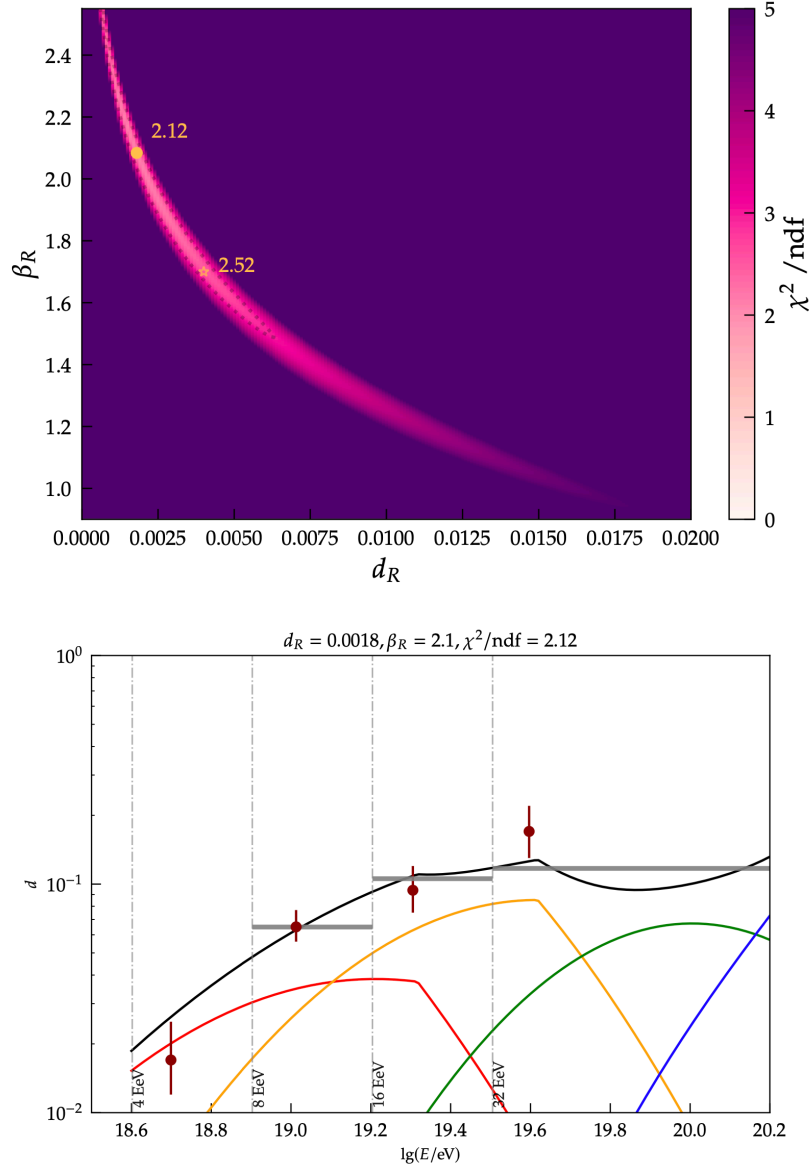 2.4
2.2
2.0
1.8
1.6
1.4
1.2
1.0
β_R
2.12
2.52
0.0000 0.0025 0.0050 0.0075 0.0100 0.0125 0.0150 0.0175 0.0200
d_R
5
4
3
2
1
0
χ² /ndf
d_R = 0.0018, β_R = 2.1, χ²/ndf = 2.12
10⁰
10⁻¹
10⁻²
d
4 EeV
8 EeV
16 EeV
32 EeV
18.6 18.8 19.0 19.2 19.4 19.6 19.8 20.0 20.2
lg(E/eV)